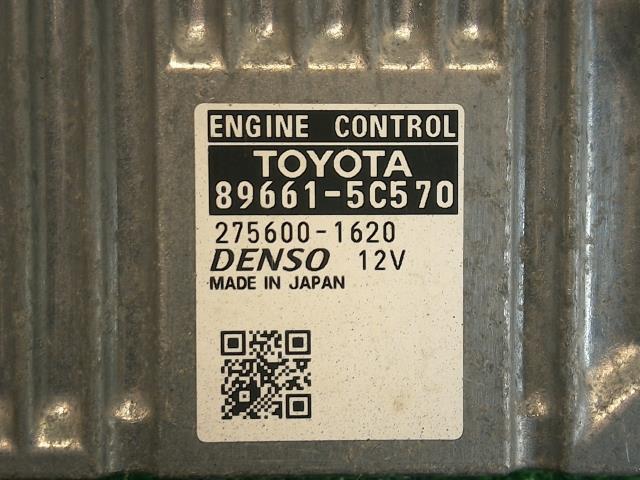 ENGINE CONTROL
TOYOTA
89661-5C570
275600-1620
DENSO 12V
MADE IN JAPAN